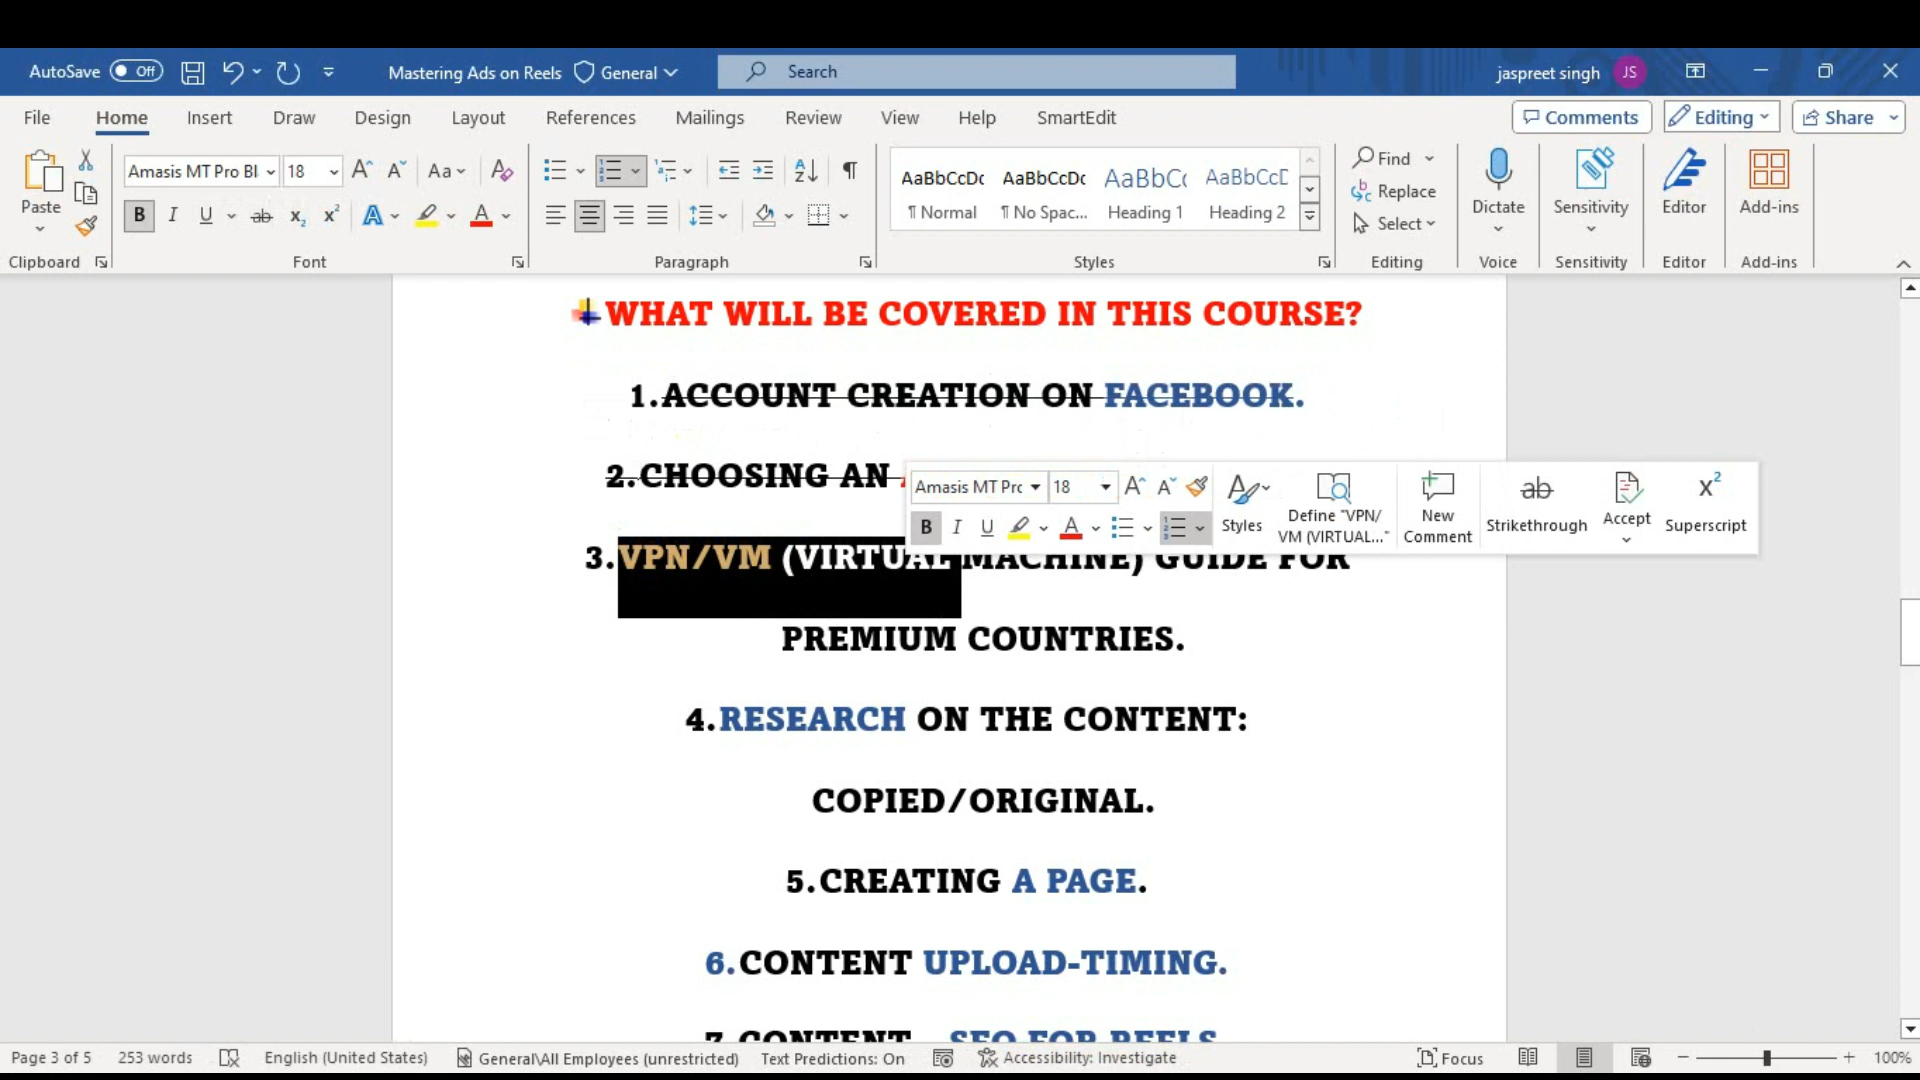 AutoSave Off Mastering Ads on Reels General Search jaspreet singh JS
File Home Insert Draw Design Layout References Mailings Review View Help SmartEdit Comments Editing Share
Paste Amasis MT Pro Bl 18 Aa AaBbCcDc AaBbCcDc AaBbC AaBbCcD Find Replace Select Dictate Sensitivity Editor Add-ins
¶ Normal ¶ No Spac... Heading 1 Heading 2
Clipboard Font Paragraph Styles Editing Voice Sensitivity Editor Add-ins
WHAT WILL BE COVERED IN THIS COURSE?
1. ACCOUNT CREATION ON FACEBOOK.
2. CHOOSING AN
Amasis MT Prc 18 Styles Define "VPN/ VM (VIRTUAL..." New Comment Strikethrough Accept Superscript
3. VPN/VM (VIRTUAL MACHINE) GUIDE FOR
PREMIUM COUNTRIES.
4. RESEARCH ON THE CONTENT:
COPIED/ORIGINAL.
5. CREATING A PAGE.
6. CONTENT UPLOAD-TIMING.
7. CONTENT – SEO FOR REELS
Page 3 of 5 253 words English (United States) General\All Employees (unrestricted) Text Predictions: On Accessibility: Investigate Focus 100%